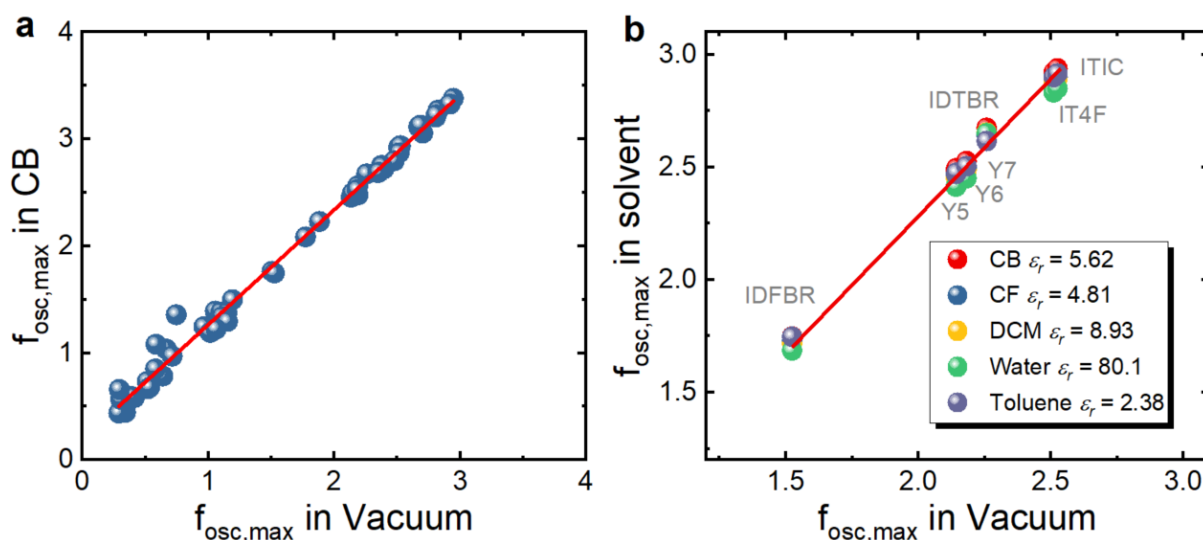 a
f_osc,max in CB
4
3
2
1
0
0 1 2 3 4
f_osc,max in Vacuum
b
f_osc,max in solvent
3.0
2.5
2.0
1.5
ITIC
IDTBR
IT4F
Y7
Y6
Y5
IDFBR
CB ε_r = 5.62
CF ε_r = 4.81
DCM ε_r = 8.93
Water ε_r = 80.1
Toluene ε_r = 2.38
1.5 2.0 2.5 3.0
f_osc,max in Vacuum